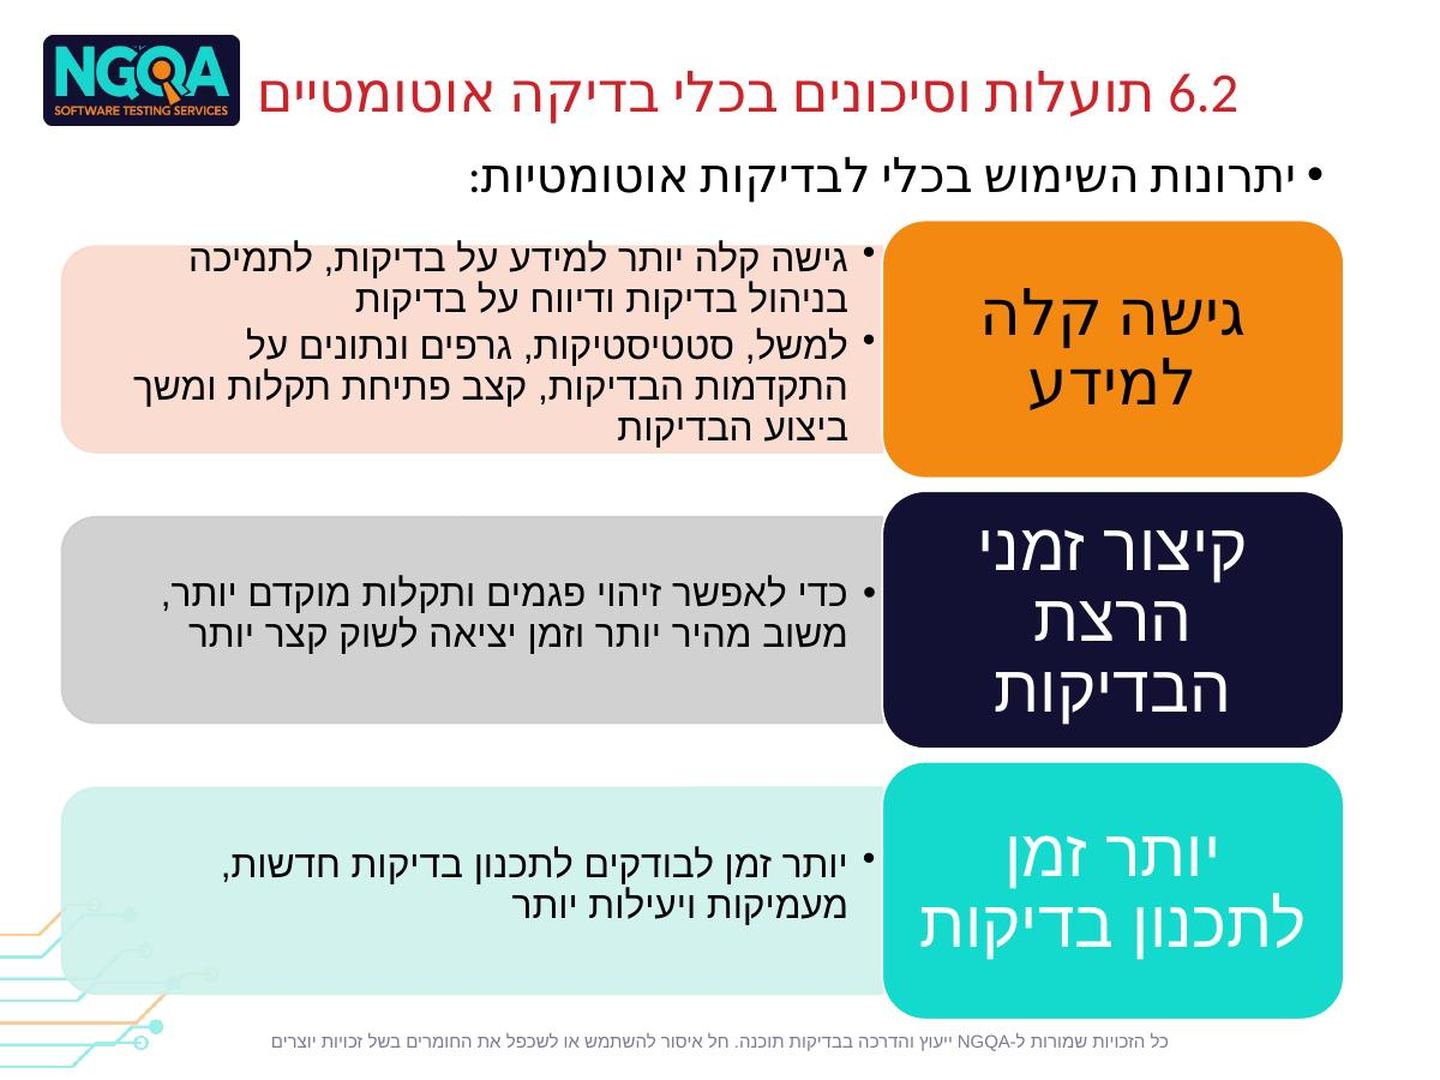 NGQA
SOFTWARE TESTING SERVICES
6.2 תועלות וסיכונים בכלי בדיקה אוטומטיים
• יתרונות השימוש בכלי לבדיקות אוטומטיות:
גישה קלה
למידע
• גישה קלה יותר למידע על בדיקות, לתמיכה
בניהול בדיקות ודיווח על בדיקות
• למשל, סטטיסטיקות, גרפים ונתונים על
התקדמות הבדיקות, קצב פתיחת תקלות ומשך
ביצוע הבדיקות
קיצור זמני
הרצת
הבדיקות
• כדי לאפשר זיהוי פגמים ותקלות מוקדם יותר,
משוב מהיר יותר וזמן יציאה לשוק קצר יותר
יותר זמן
לתכנון בדיקות
• יותר זמן לבודקים לתכנון בדיקות חדשות,
מעמיקות ויעילות יותר
כל הזכויות שמורות ל-NGQA ייעוץ והדרכה בבדיקות תוכנה. חל איסור להשתמש או לשכפל את החומרים בשל זכויות יוצרים